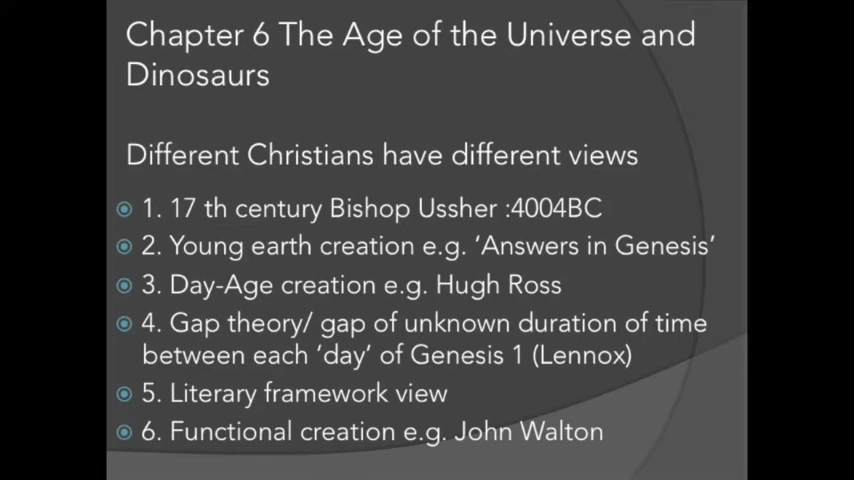 Chapter 6 The Age of the Universe and
Dinosaurs
Different Christians have different views
1. 17 th century Bishop Ussher :4004BC
2. Young earth creation e.g. ‘Answers in Genesis’
3. Day-Age creation e.g. Hugh Ross
4. Gap theory/ gap of unknown duration of time
between each ‘day’ of Genesis 1 (Lennox)
5. Literary framework view
6. Functional creation e.g. John Walton